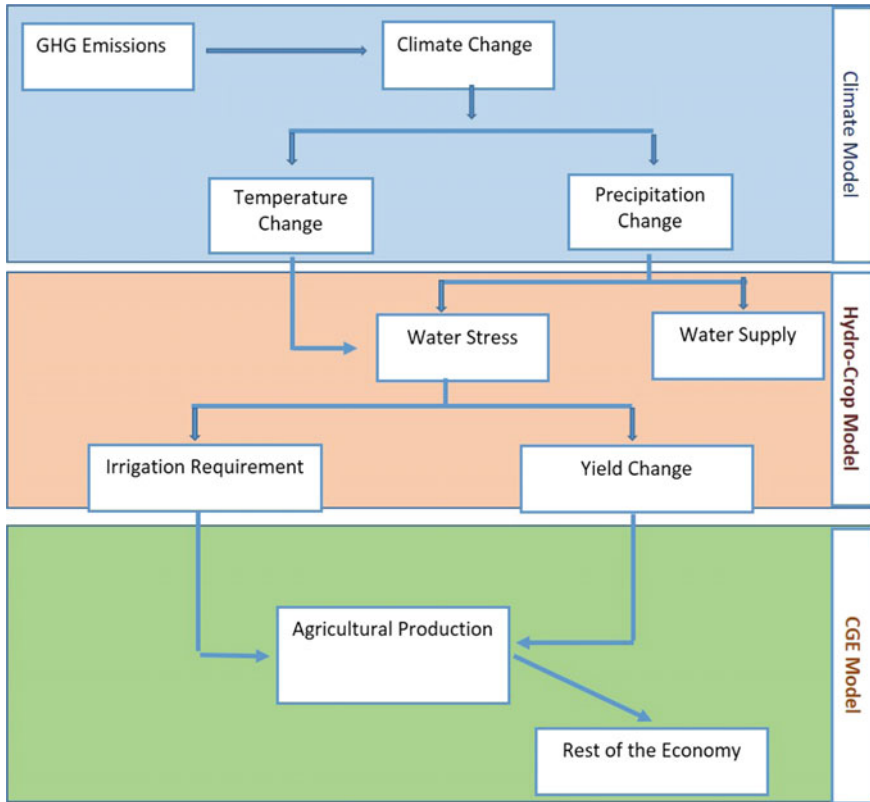 GHG Emissions
Climate Change
Temperature
Change
Precipitation
Change
Climate Model
Water Stress
Water Supply
Irrigation Requirement
Yield Change
Hydro-Crop Model
Agricultural Production
Rest of the Economy
CGE Model